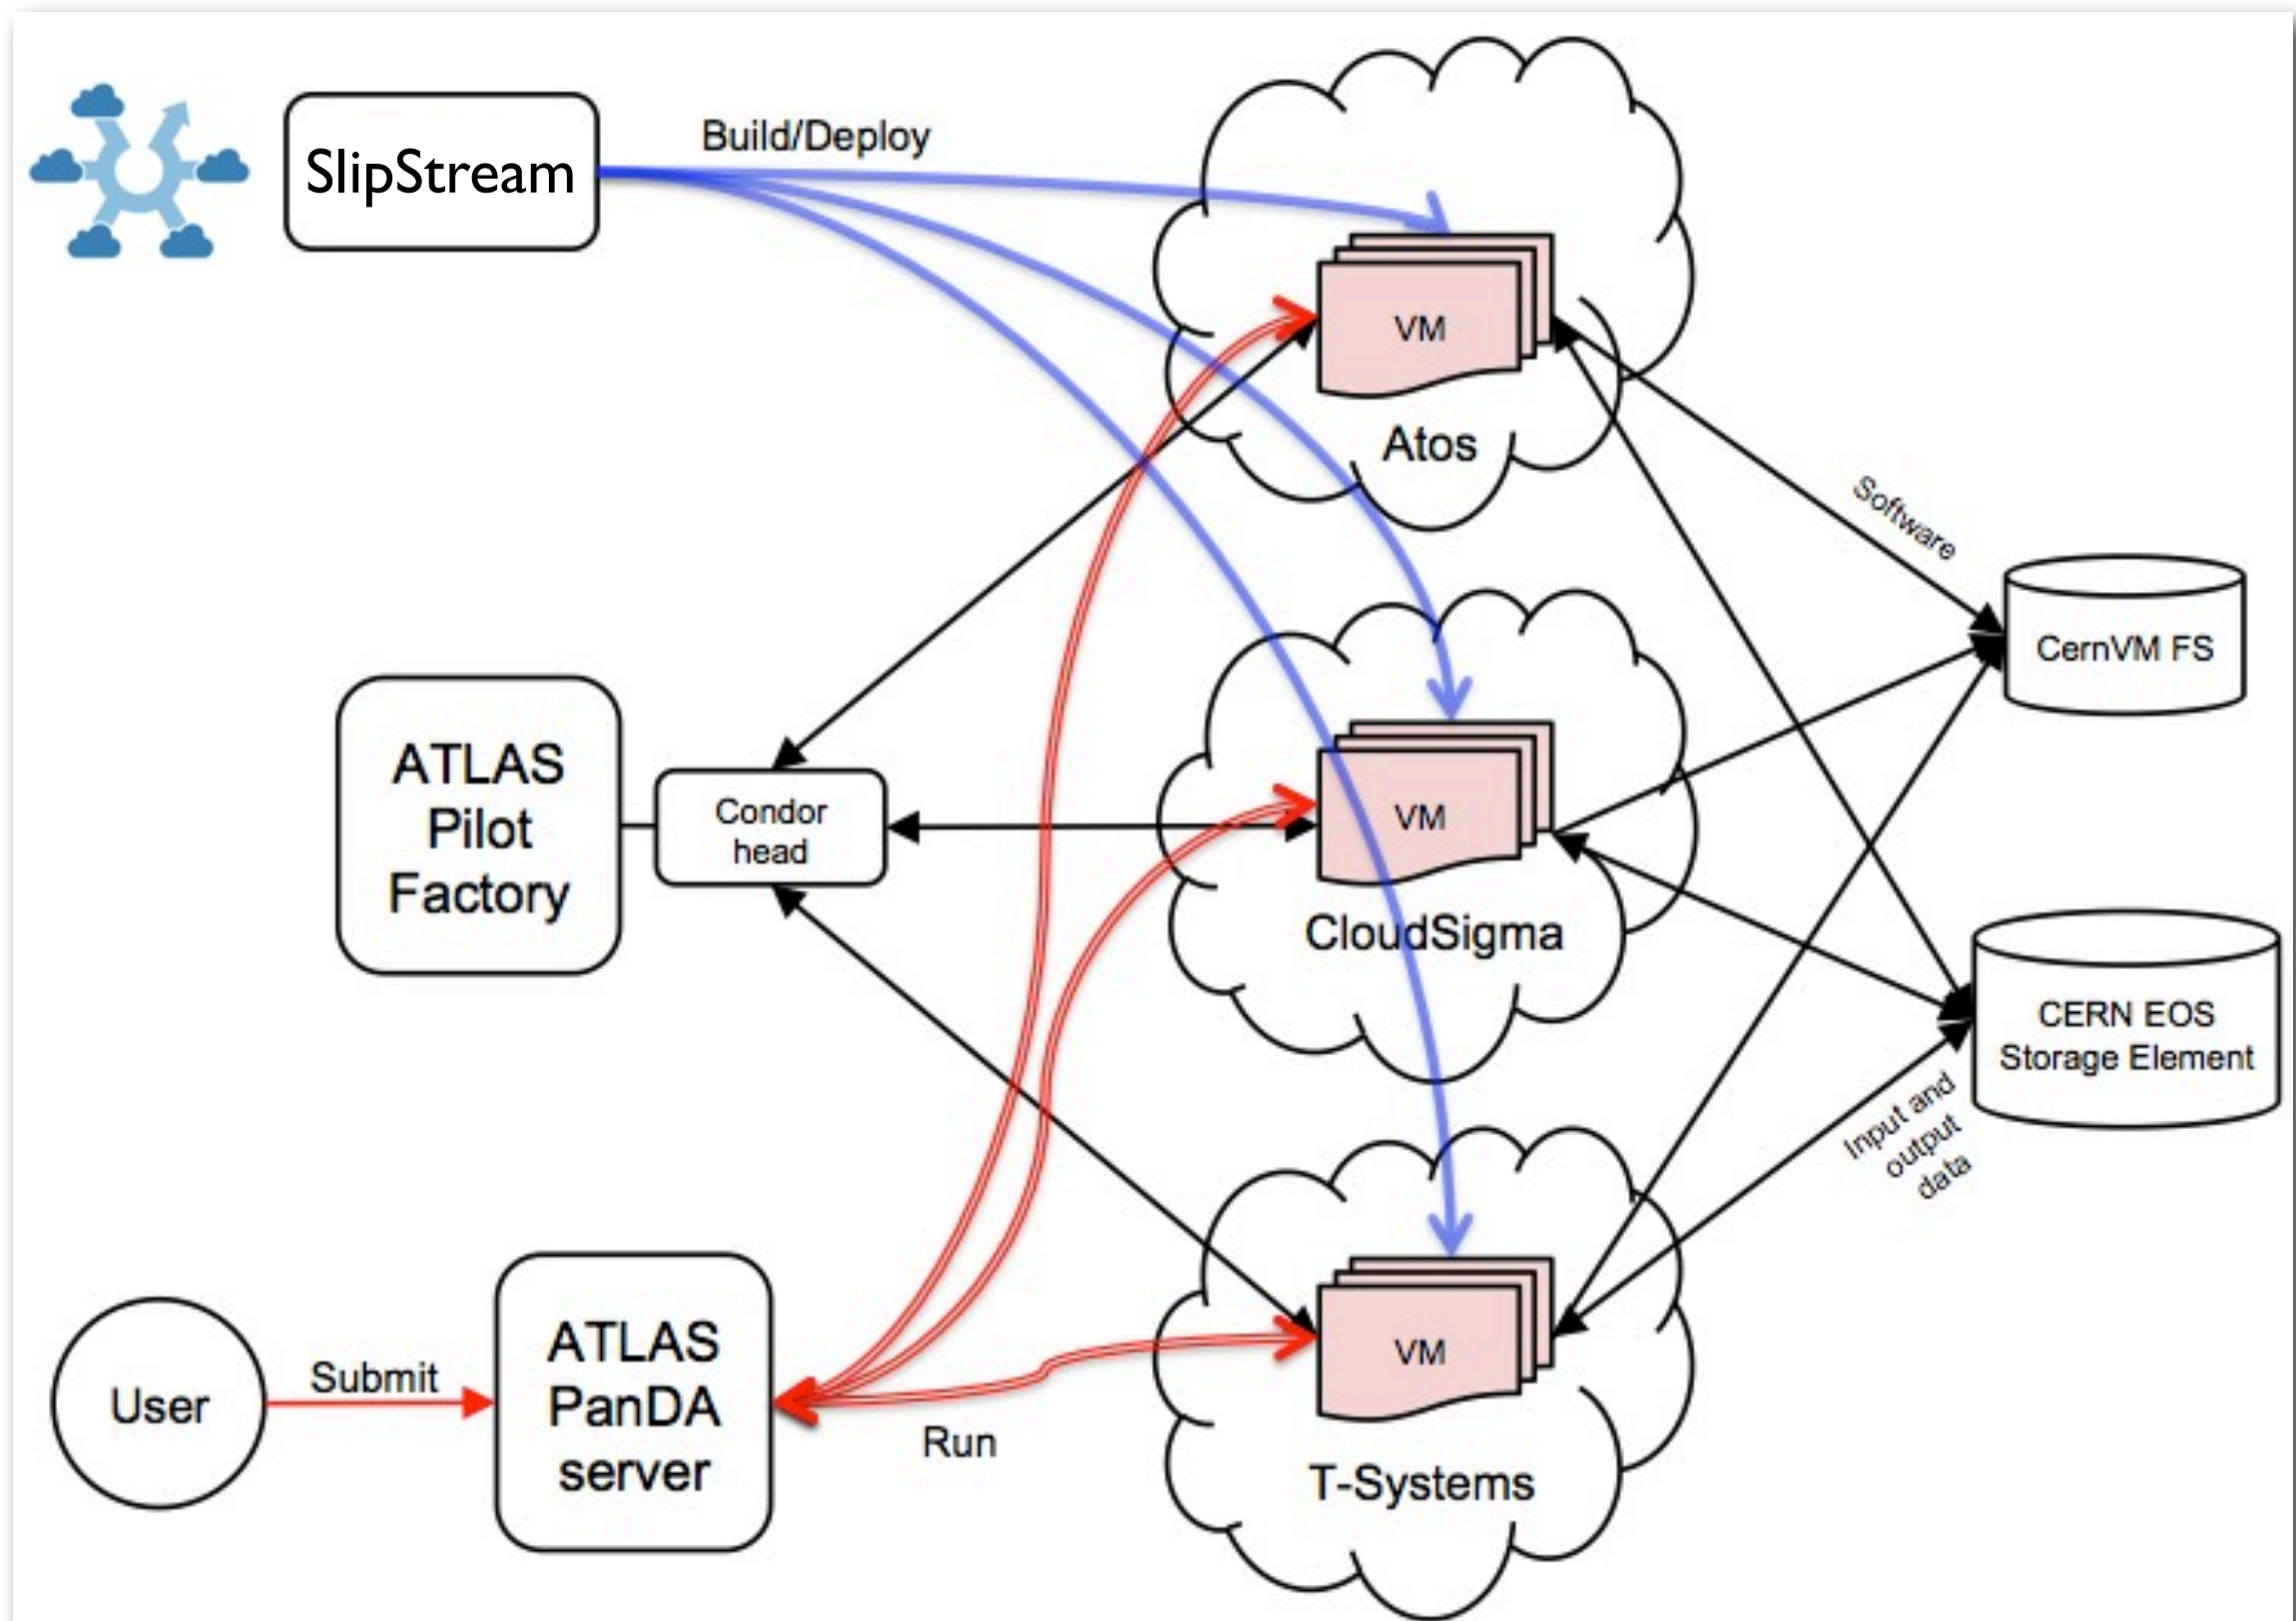 SlipStream
Build/Deploy
VM
Atos
Software
CernVM FS
ATLAS
Pilot
Factory
Condor
head
VM
CloudSigma
CERN EOS
Storage Element
Input and
output
data
User
Submit
ATLAS
PanDA
server
Run
VM
T-Systems